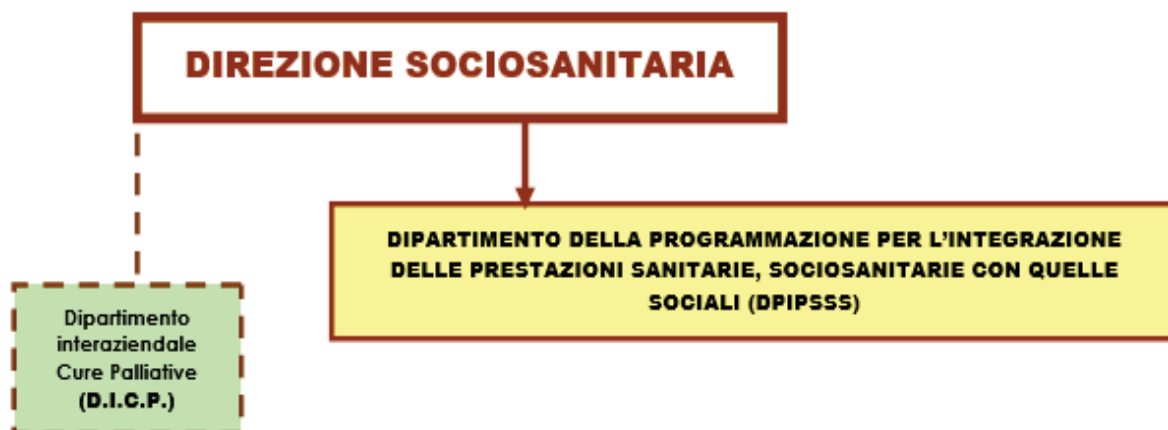 DIREZIONE SOCIOSANITARIA
DIPARTIMENTO DELLA PROGRAMMAZIONE PER L'INTEGRAZIONE
DELLE PRESTAZIONI SANITARIE, SOCIOSANITARIE CON QUELLE
SOCIALI (DPIPSSS)
Dipartimento
interaziendale
Cure Palliative
(D.I.C.P.)